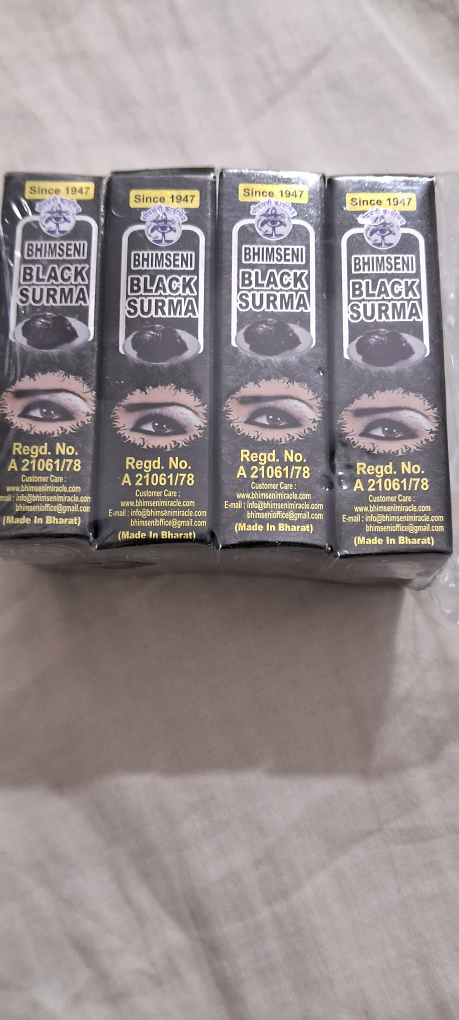 Since 1947
BHIMSENI
BLACK
SURMA
Regd. No.
A 21061/78
Customer Care :
www.bhimsenimiracle.com
mail : info@bhimsenimiracle.com
bhimsenioffice@gmail.com
(Made In Bharat)
Since 1947
BHIMSENI
BLACK
SURMA
Regd. No.
A 21061/78
Customer Care :
www.bhimsenimiracle.com
E-mail : info@bhimsenimiracle.com
bhimsenioffice@gmail.com
(Made In Bharat)
Since 1947
BHIMSENI
BLACK
SURMA
Regd. No.
A 21061/78
Customer Care :
www.bhimsenimiracle.com
E-mail : info@bhimsenimiracle.com
bhimsenioffice@gmail.com
(Made In Bharat)
Since 1947
BHIMSENI
BLACK
SURMA
Regd. No.
A 21061/78
Customer Care :
www.bhimsenimiracle.com
E-mail : info@bhimsenimiracle.com
bhimsenioffice@gmail.com
(Made In Bharat)